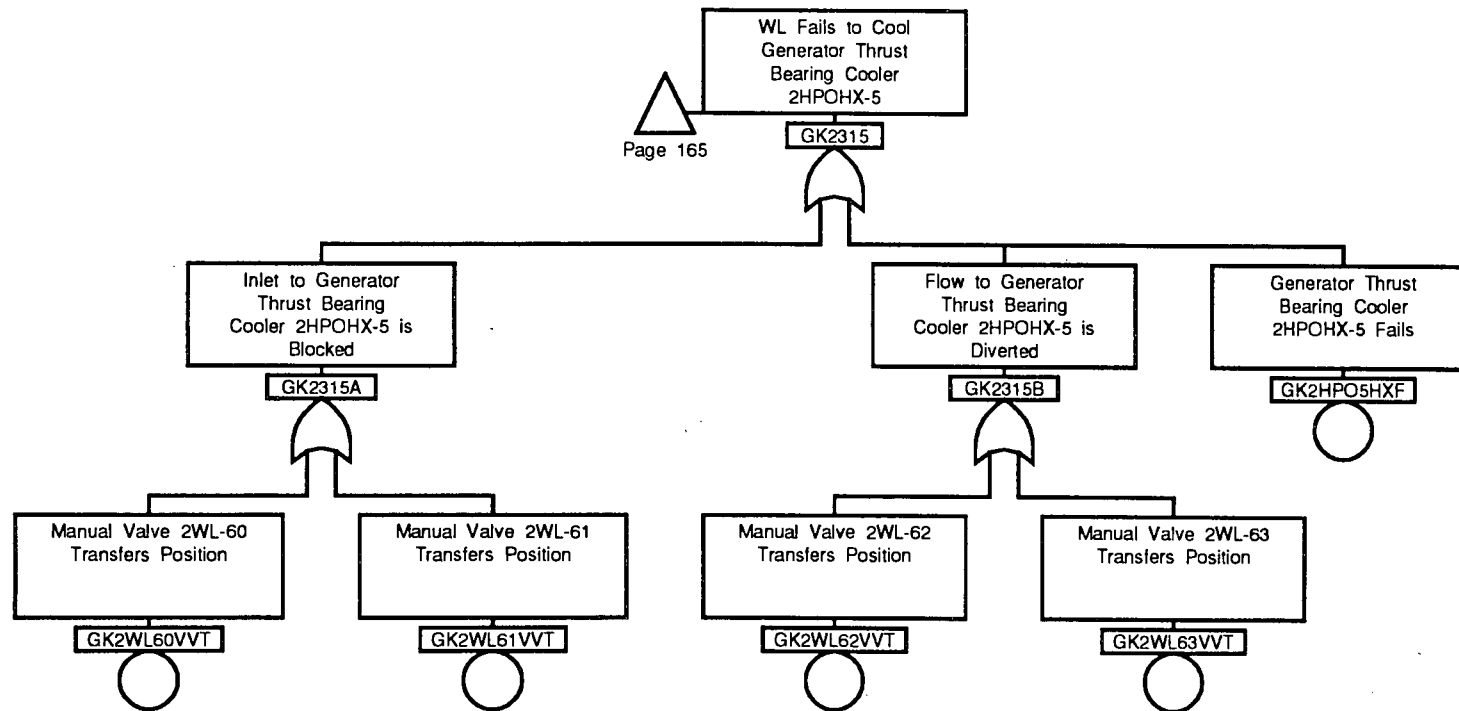 WL Fails to Cool
Generator Thrust
Bearing Cooler
2HPOHX-5
Page 165
GK2315
Inlet to Generator
Thrust Bearing
Cooler 2HPOHX-5 is
Blocked
GK2315A
Flow to Generator
Thrust Bearing
Cooler 2HPOHX-5 is
Diverted
GK2315B
Generator Thrust
Bearing Cooler
2HPOHX-5 Fails
GK2HPO5HXF
Manual Valve 2WL-60
Transfers Position
GK2WL60VVT
Manual Valve 2WL-61
Transfers Position
GK2WL61VVT
Manual Valve 2WL-62
Transfers Position
GK2WL62VVT
Manual Valve 2WL-63
Transfers Position
GK2WL63VVT